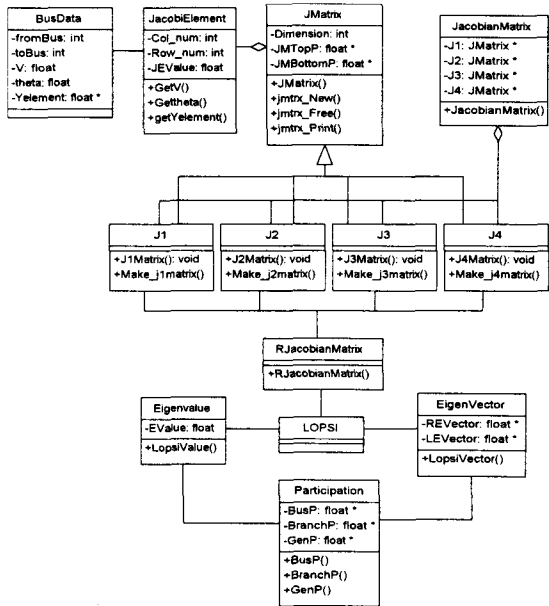 BusData
-fromBus: int
-toBus: int
-V: float
-theta: float
-Yelement: float *
JacobiElement
-Col_num: int
-Row_num: int
-JEValue: float
+GetV()
+Gettheta()
+getYelement()
JMatrix
-Dimension: int
-JMTopP: float *
-JMBottomP: float *
+JMatrix()
+jmtrx_New()
+jmtrx_Free()
+jmtrx_Print()
JacobianMatrix
-J1: JMatrix *
-J2: JMatrix *
-J3: JMatrix *
-J4: JMatrix *
+JacobianMatrix()
J1
+J1Matrix(): void
+Make_j1matrix()
J2
+J2Matrix(): void
+Make_j2matrix()
J3
+J3Matrix(): void
+Make_j3matrix()
J4
+J4Matrix(): void
+Make_j4matrix()
RJacobianMatrix
+RJacobianMatrix()
Eigenvalue
-EValue: float
+LopsiValue()
LOPSI
EigenVector
-REVector: float *
-LEVector: float *
+LopsiVector()
Participation
-BusP: float *
-BranchP: float *
-GenP: float *
+BusP()
+BranchP()
+GenP()